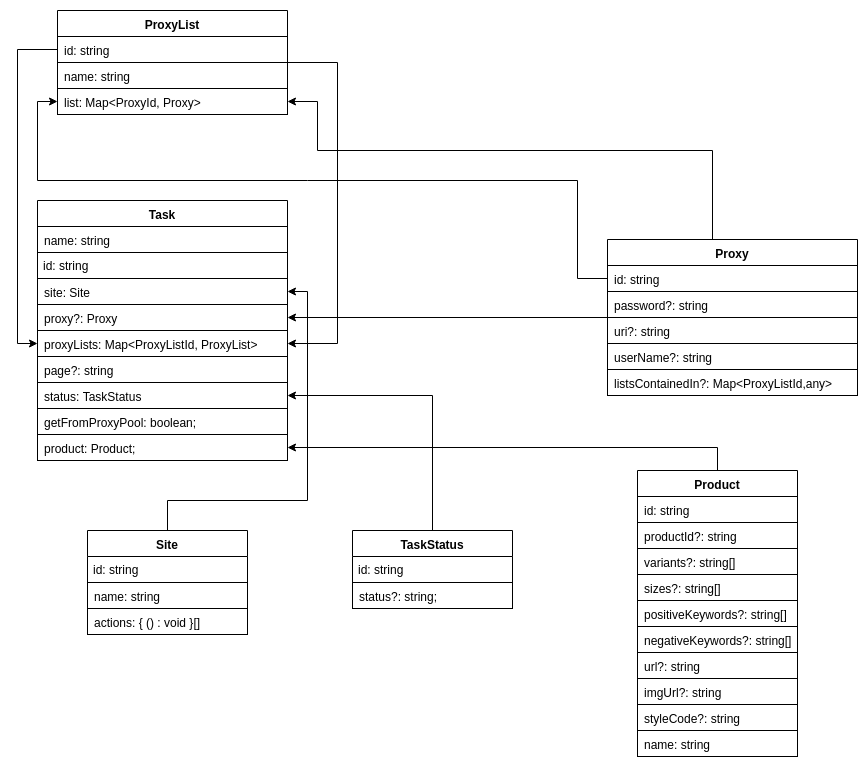 ProxyList
id: string
name: string
list: Map<ProxyId, Proxy>
Task
name: string
id: string
site: Site
proxy?: Proxy
proxyLists: Map<ProxyListId, ProxyList>
page?: string
status: TaskStatus
getFromProxyPool: boolean;
product: Product;
Proxy
id: string
password?: string
uri?: string
userName?: string
listsContainedIn?: Map<ProxyListId,any>
Site
id: string
name: string
actions: { () : void }[]
TaskStatus
id: string
status?: string;
Product
id: string
productId?: string
variants?: string[]
sizes?: string[]
positiveKeywords?: string[]
negativeKeywords?: string[]
url?: string
imgUrl?: string
styleCode?: string
name: string